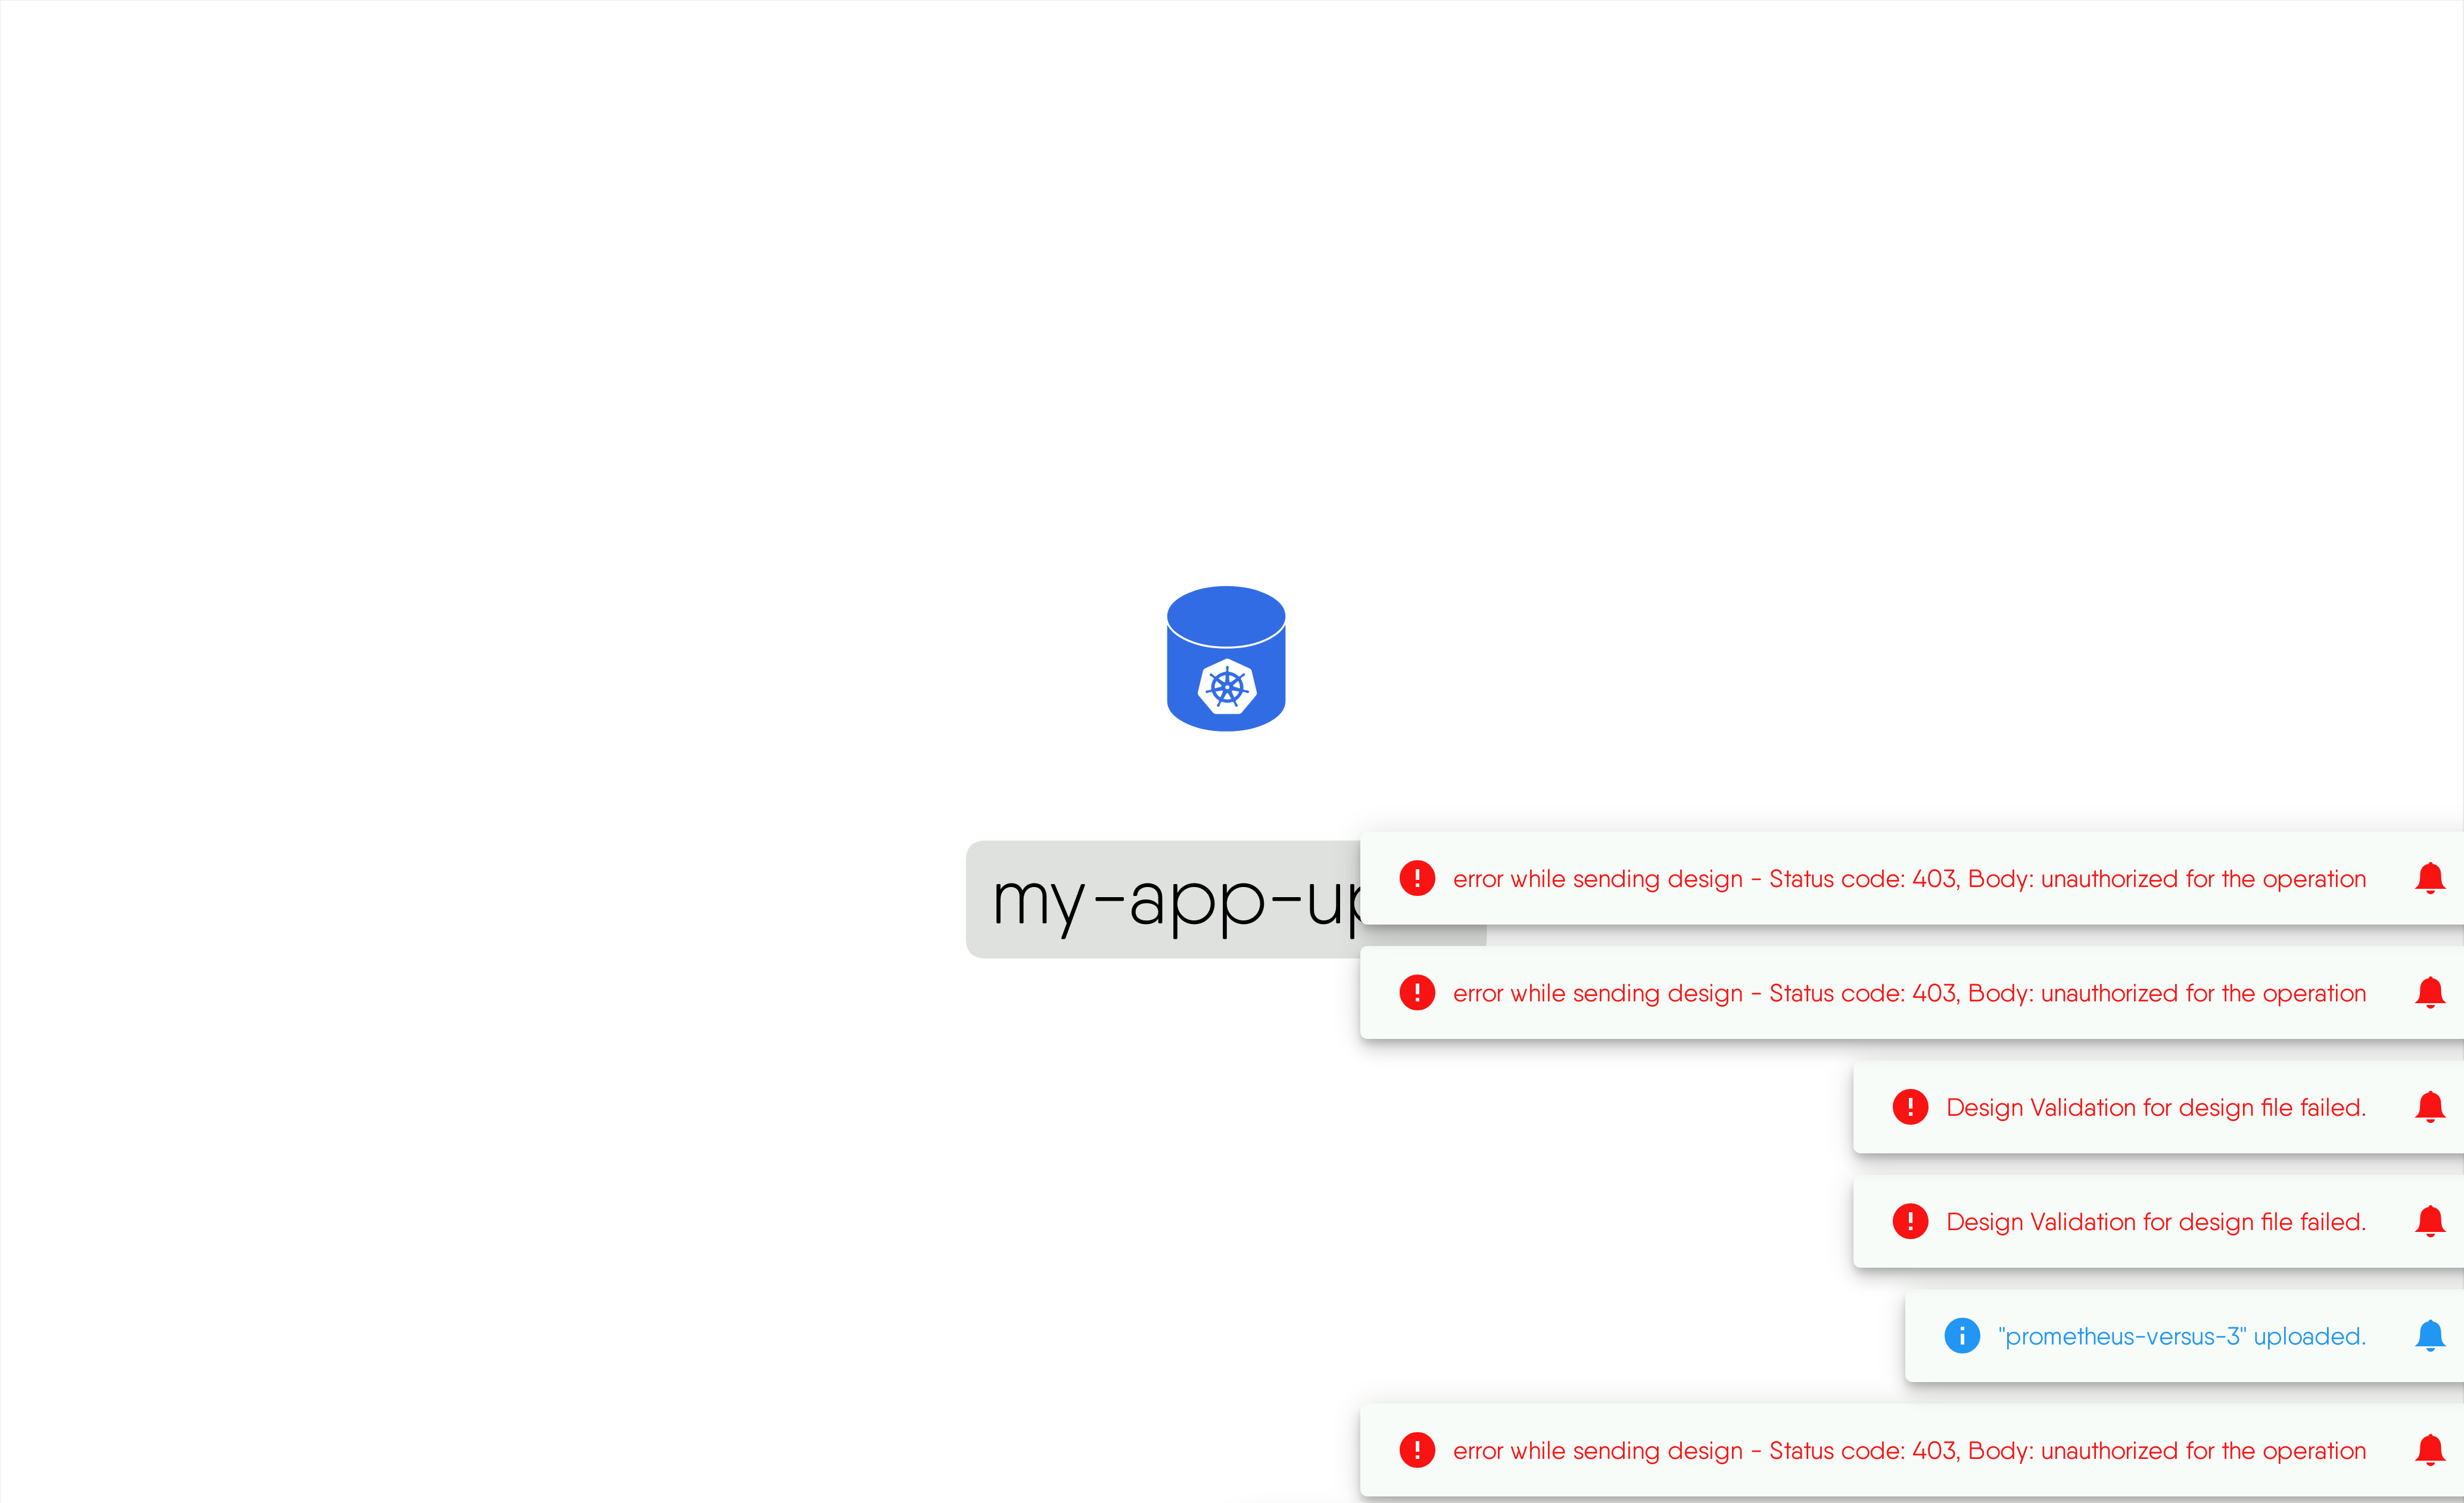 my-app-up
error while sending design - Status code: 403, Body: unauthorized for the operation
error while sending design - Status code: 403, Body: unauthorized for the operation
Design Validation for design file failed.
Design Validation for design file failed.
"prometheus-versus-3" uploaded.
error while sending design - Status code: 403, Body: unauthorized for the operation